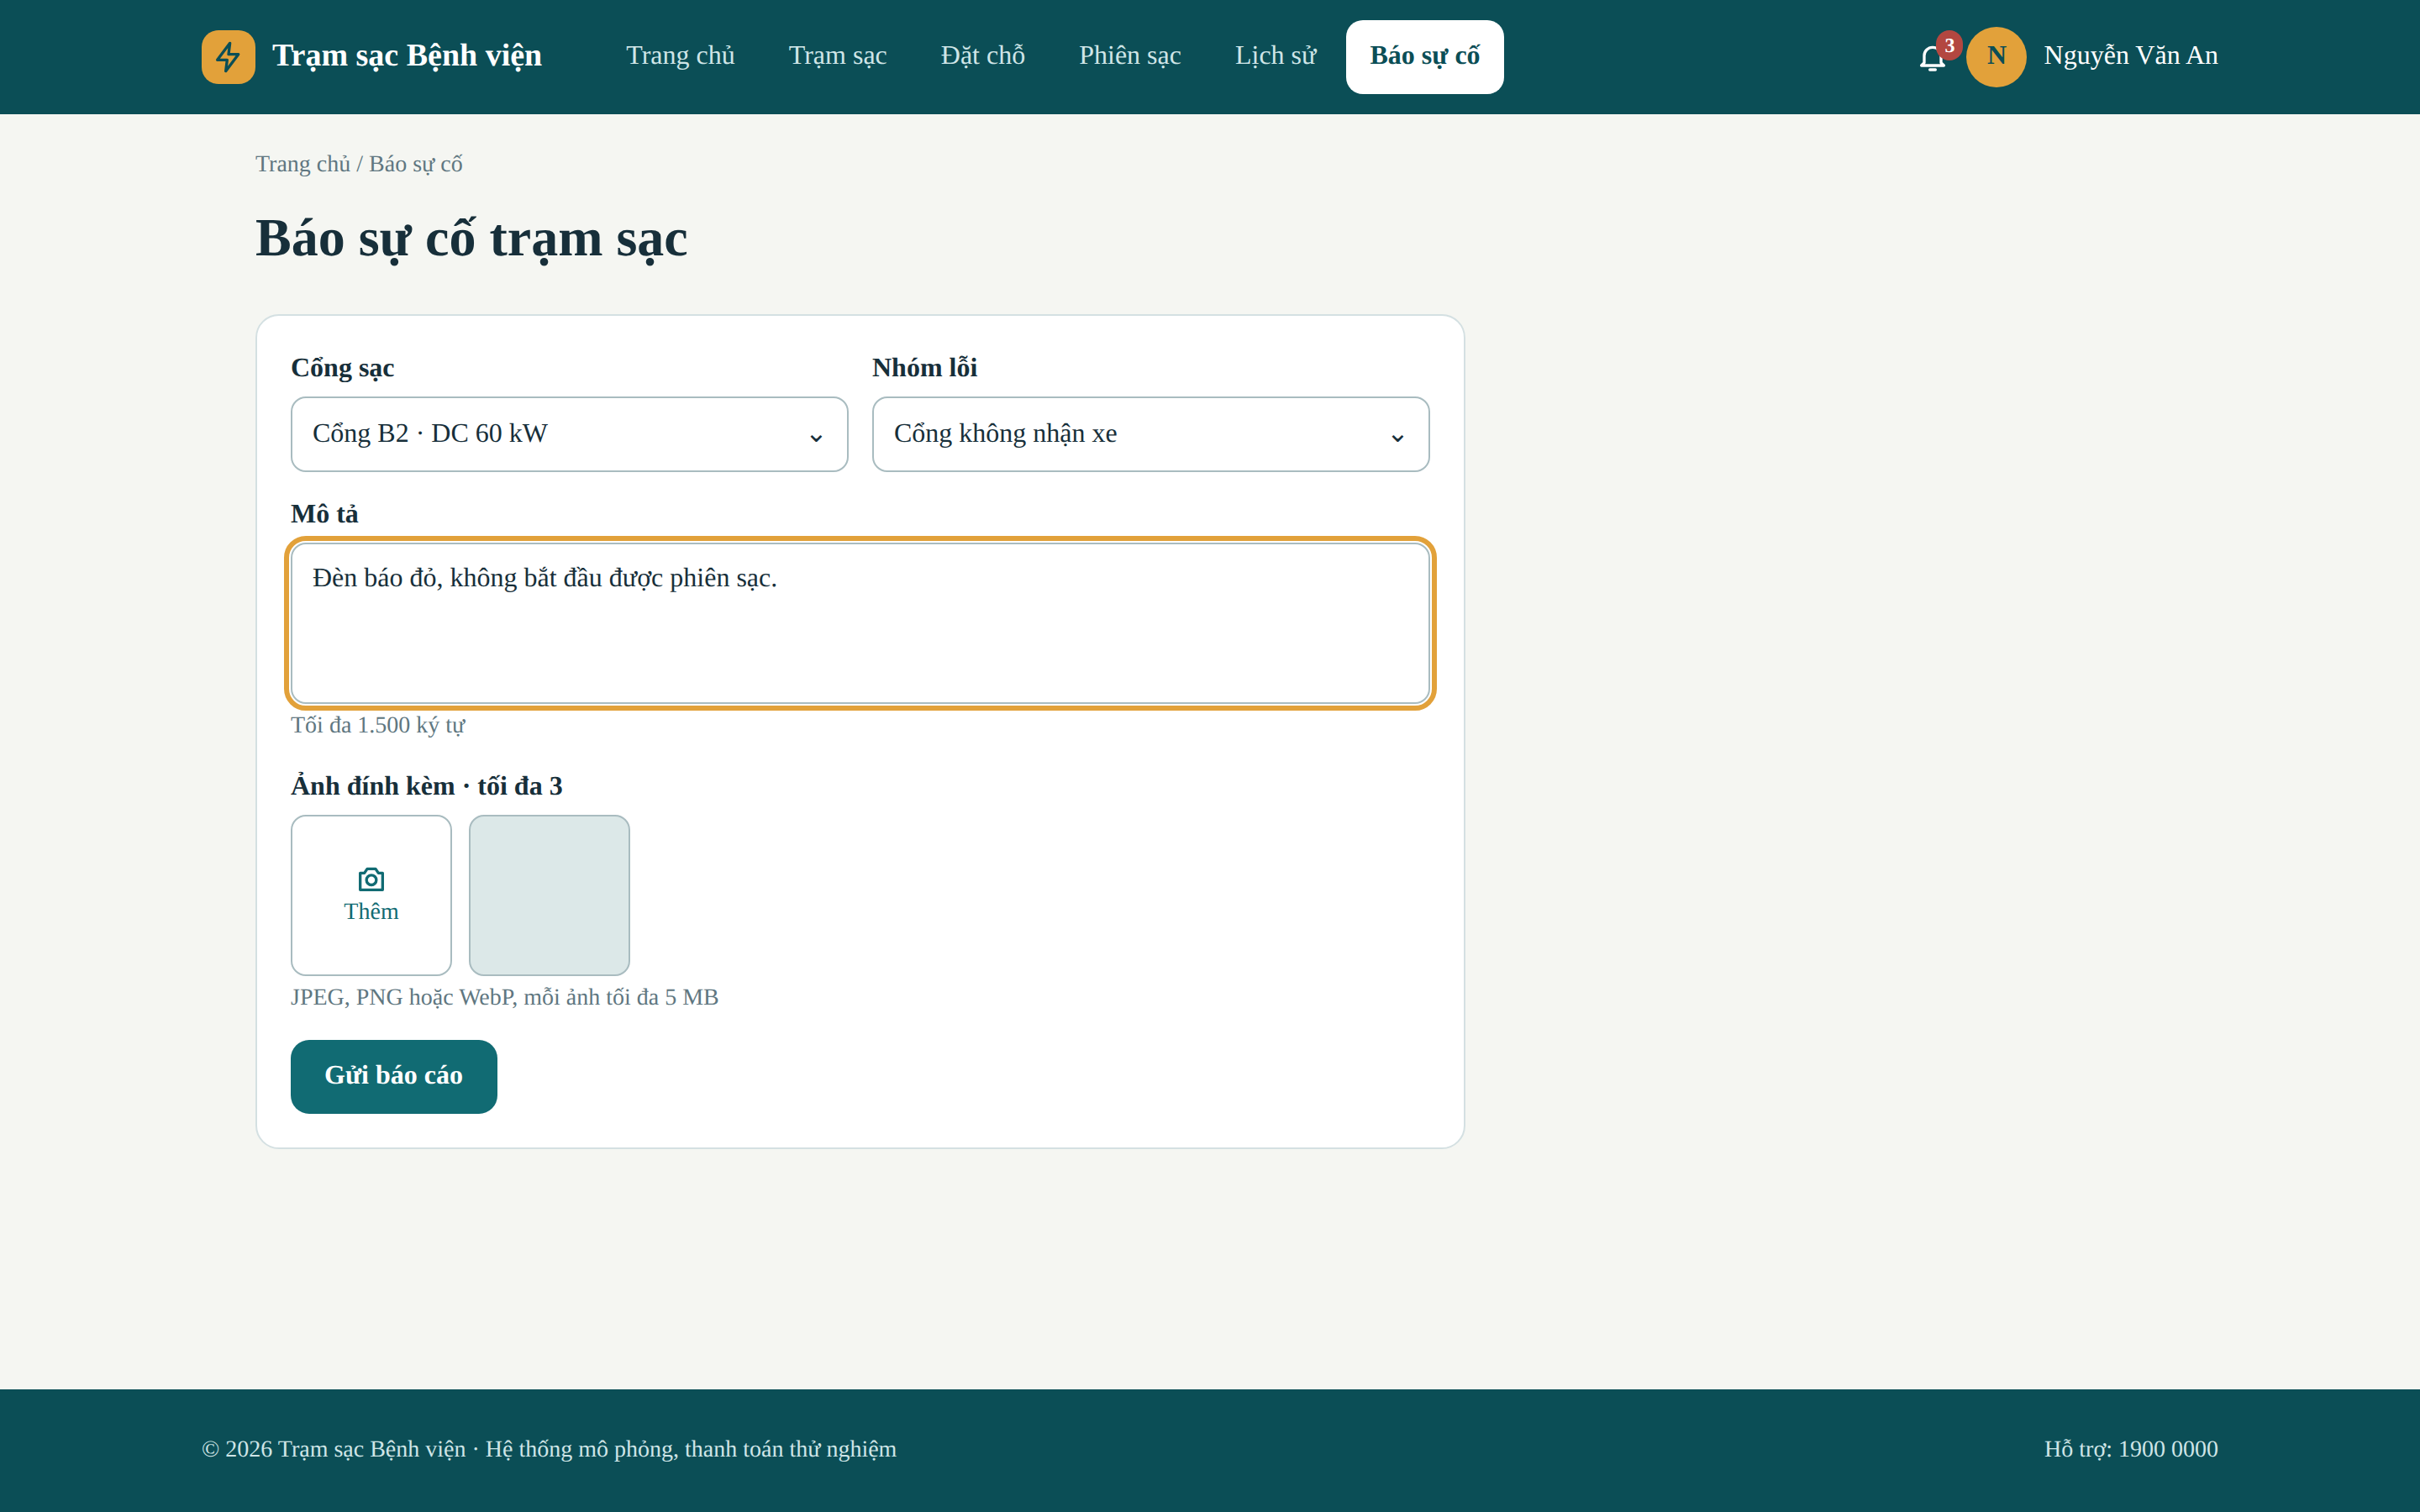 Trạm sạc Bệnh viện
Trang chủ
Trạm sạc
Đặt chỗ
Phiên sạc
Lịch sử
Báo sự cố
3
N
Nguyễn Văn An
Trang chủ / Báo sự cố
Báo sự cố trạm sạc
Cổng sạc
Nhóm lỗi
Cổng B2 · DC 60 kW
Cổng không nhận xe
Mô tả
Đèn báo đỏ, không bắt đầu được phiên sạc.
Tối đa 1.500 ký tự
Ảnh đính kèm · tối đa 3
Thêm
JPEG, PNG hoặc WebP, mỗi ảnh tối đa 5 MB
Gửi báo cáo
© 2026 Trạm sạc Bệnh viện · Hệ thống mô phỏng, thanh toán thử nghiệm
Hỗ trợ: 1900 0000